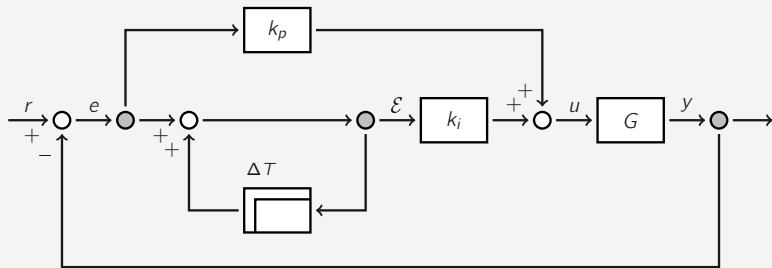 k_p
r
+
−
e
+
+
ℰ
k_i
+
+
u
G
y
ΔT